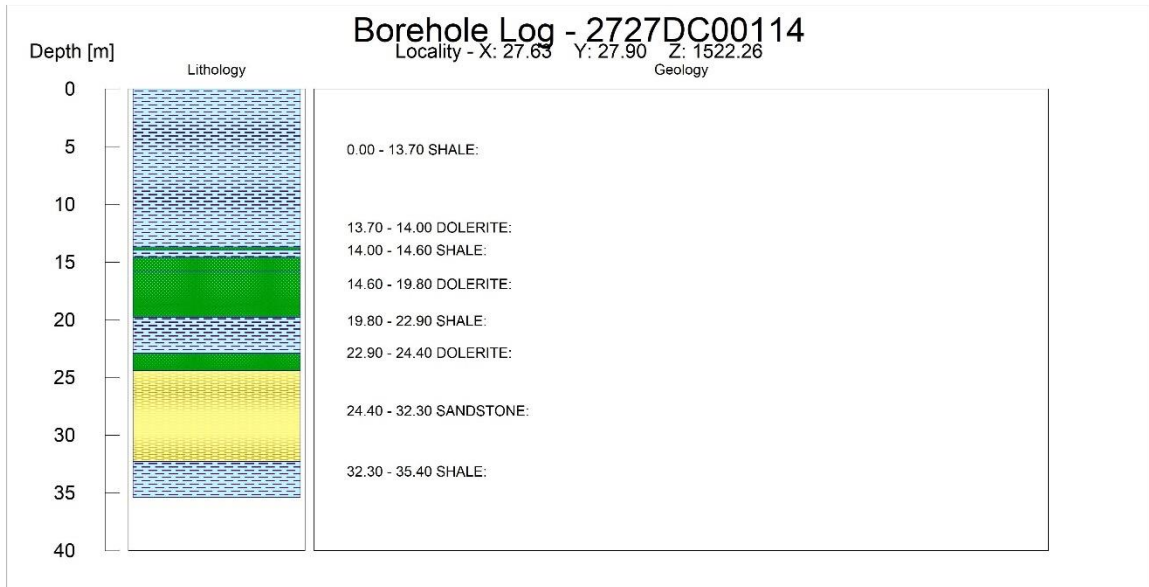 Borehole Log - 2727DC00114
Locality - X: 27.63 Y: 27.90 Z: 1522.26
Depth [m]
Lithology
Geology
0
5
0.00 - 13.70 SHALE:
10
13.70 - 14.00 DOLERITE:
14.00 - 14.60 SHALE:
15
14.60 - 19.80 DOLERITE:
20
19.80 - 22.90 SHALE:
22.90 - 24.40 DOLERITE:
25
24.40 - 32.30 SANDSTONE:
30
32.30 - 35.40 SHALE:
35
40